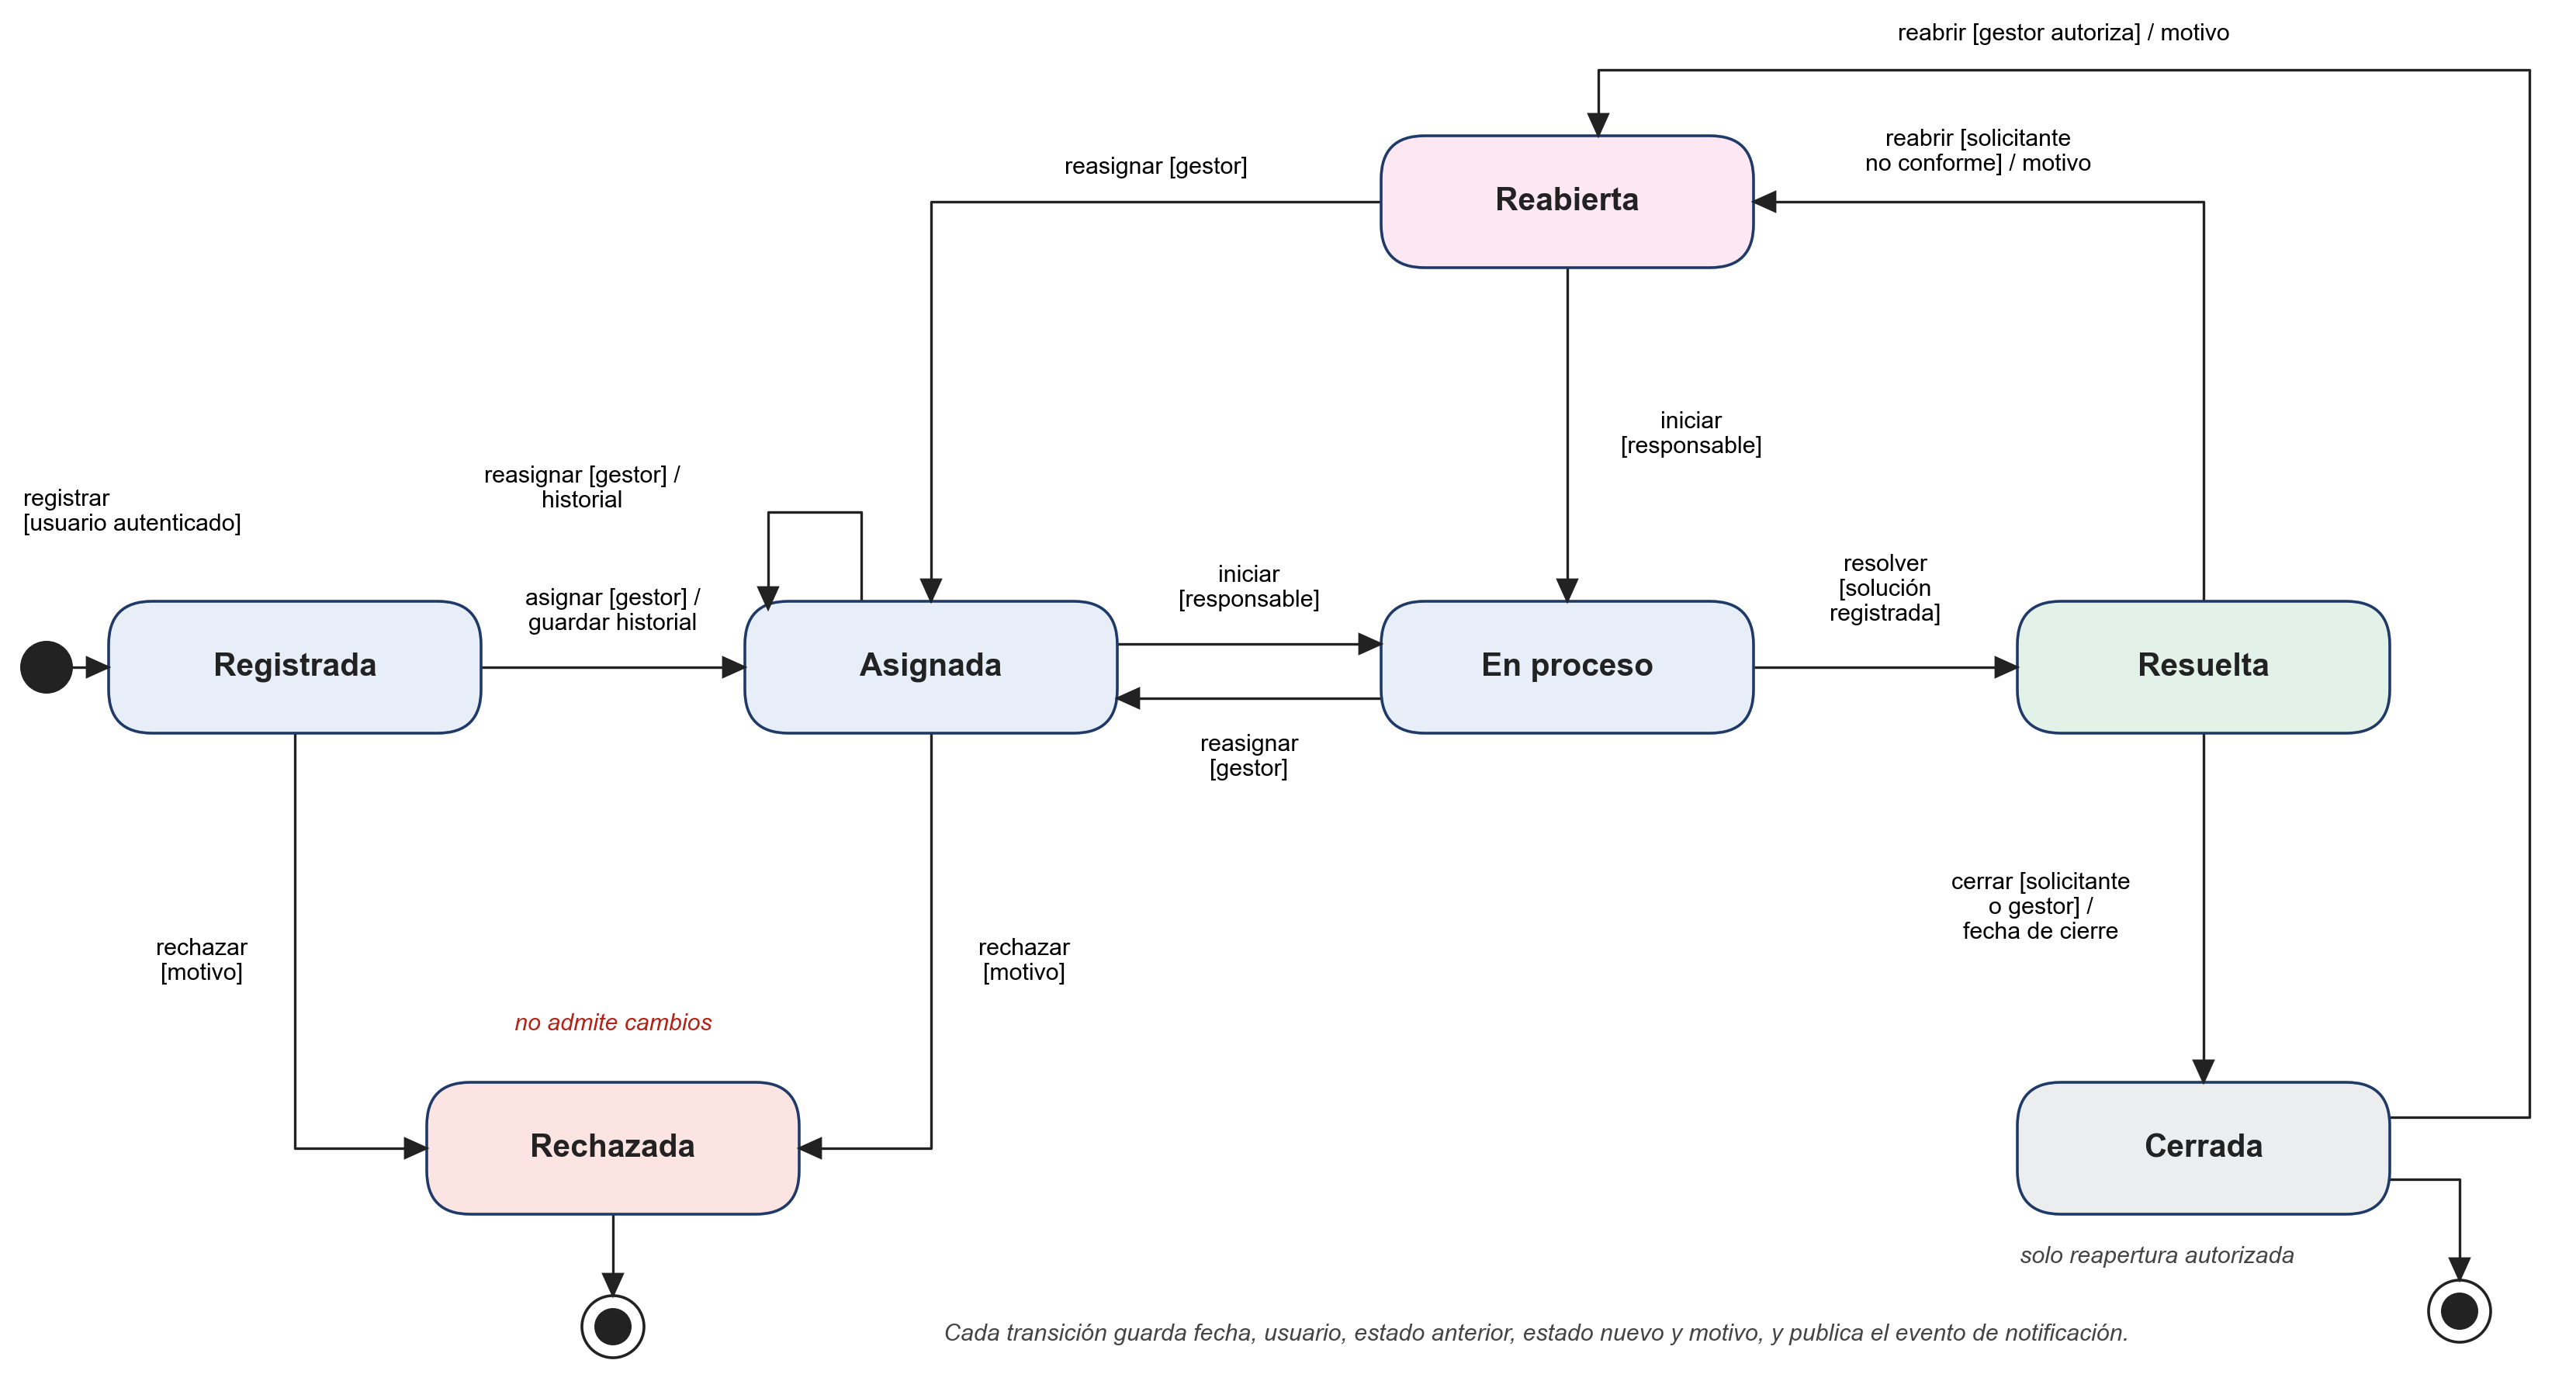 reabrir [gestor autoriza] / motivo
reabrir [solicitante
no conforme] / motivo
reasignar [gestor]
Reabierta
iniciar
[responsable]
reasignar [gestor] /
historial
registrar
[usuario autenticado]
asignar [gestor] /
guardar historial
iniciar
[responsable]
resolver
[solución
registrada]
Registrada
Asignada
En proceso
Resuelta
reasignar
[gestor]
cerrar [solicitante
o gestor] /
fecha de cierre
rechazar
[motivo]
rechazar
[motivo]
no admite cambios
Rechazada
Cerrada
solo reapertura autorizada
Cada transición guarda fecha, usuario, estado anterior, estado nuevo y motivo, y publica el evento de notificación.